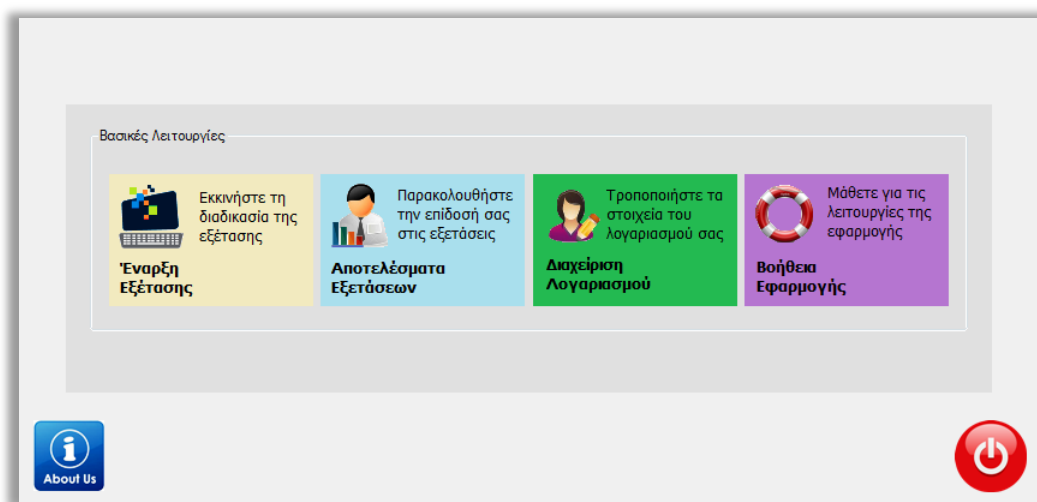 Βασικές Λειτουργίες
Εκκινήστε τη
διαδικασία της
εξέτασης
Έναρξη
Εξέτασης
Παρακολουθήστε
την επίδοσή σας
στις εξετάσεις
Αποτελέσματα
Εξετάσεων
Τροποποιήστε τα
στοιχεία του
λογαριασμού σας
Διαχείριση
Λογαριασμού
Μάθετε για τις
λειτουργίες της
εφαρμογής
Βοήθεια
Εφαρμογής
About Us